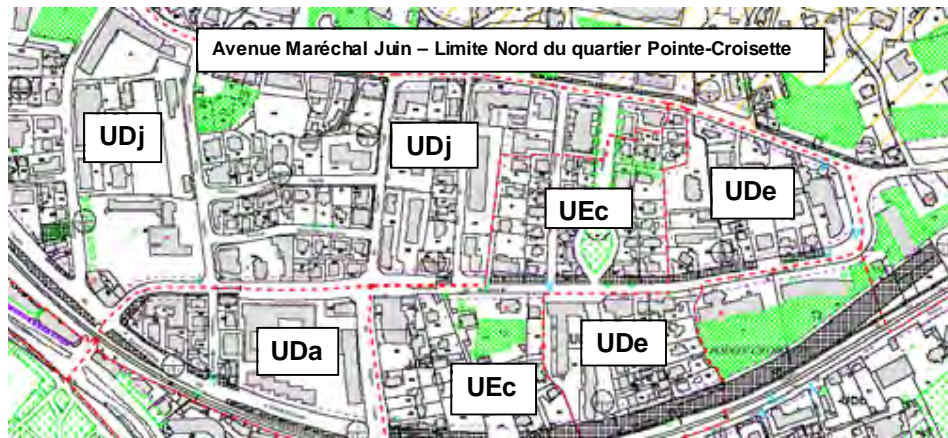 Avenue Maréchal Juin – Limite Nord du quartier Pointe-Croisette
UDj
UDj
UEc
UDe
UDa
UEc
UDe